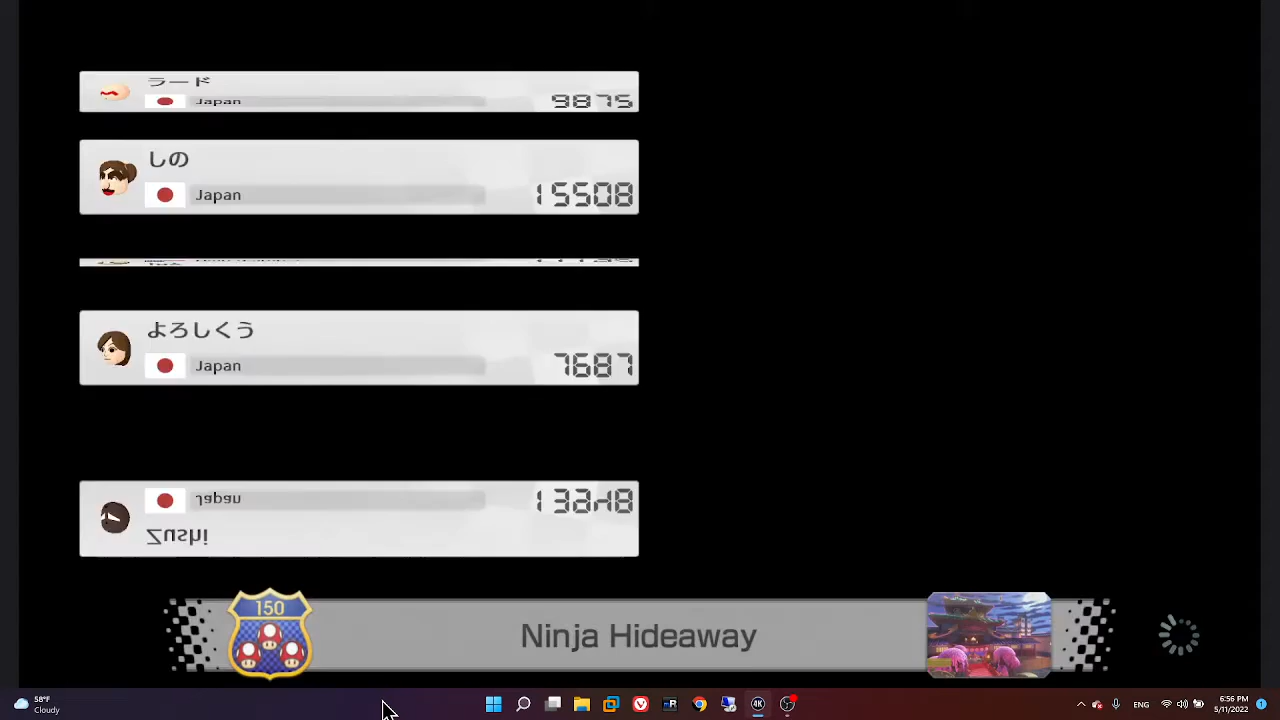 ラード
Japan
9875
しの
Japan
15508
よろしくう
Japan
7687
Japan
Zushi
150
Ninja Hideaway
58°F
Cloudy
ENG
6:56 PM
5/11/2022